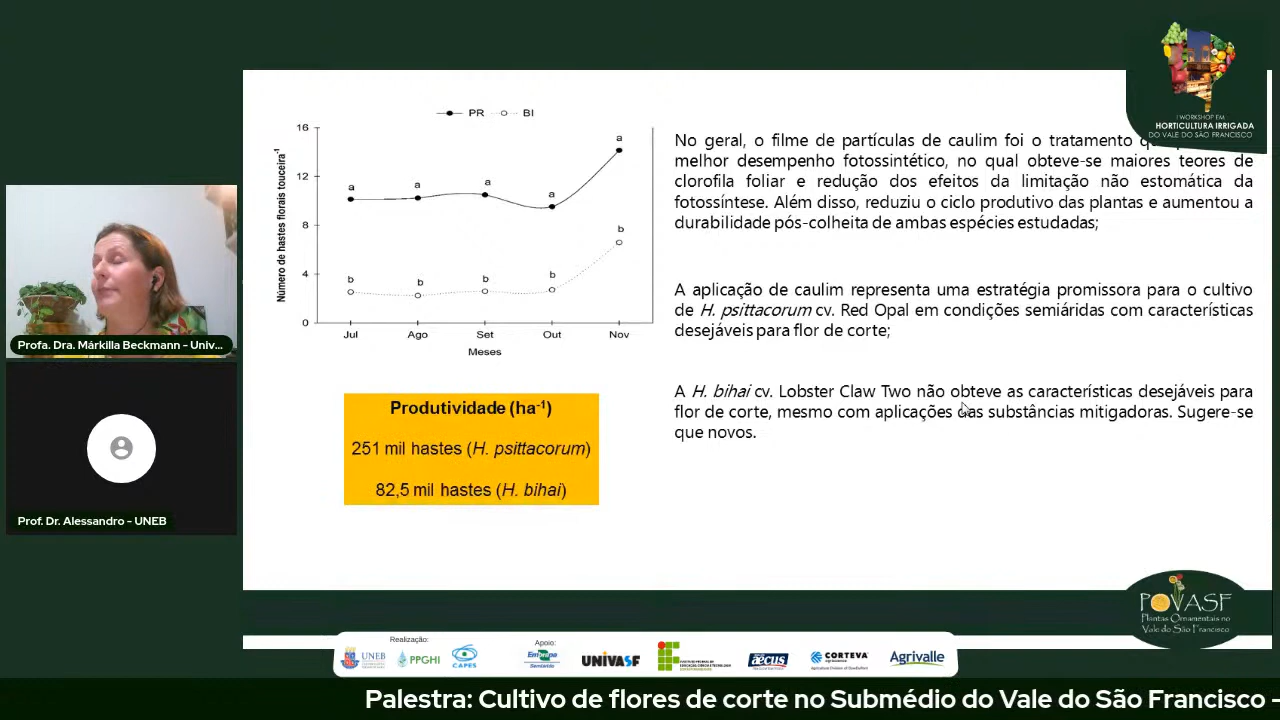 I WORKSHOP EM
HORTICULTURA IRRIGADA
DO VALE DO SÃO FRANCISCO
PR BI
Número de hastes florais touceira-1
16
12
8
4
0
a a a a a
b b b b b
Jul Ago Set Out Nov
Meses
Produtividade (ha-1)
251 mil hastes (H. psittacorum)
82,5 mil hastes (H. bihai)
No geral, o filme de partículas de caulim foi o tratamento
melhor desempenho fotossintético, no qual obteve-se maiores teores de
clorofila foliar e redução dos efeitos da limitação não estomática da
fotossíntese. Além disso, reduziu o ciclo produtivo das plantas e aumentou a
durabilidade pós-colheita de ambas espécies estudadas;
A aplicação de caulim representa uma estratégia promissora para o cultivo
de H. psittacorum cv. Red Opal em condições semiáridas com características
desejáveis para flor de corte;
A H. bihai cv. Lobster Claw Two não obteve as características desejáveis para
flor de corte, mesmo com aplicações das substâncias mitigadoras. Sugere-se
que novos.
Profa. Dra. Márkilla Beckmann - Univ...
Prof. Dr. Alessandro - UNEB
POVASF
Plantas Ornamentais no
Vale do São Francisco
Realização:
UNEB
PPGHI
CAPES
Apoio:
Embrapa
Semiárido
UNIVASF
æcus
CORTEVA
agriscience
Agrivalle
Palestra: Cultivo de flores de corte no Submédio do Vale do São Francisco -